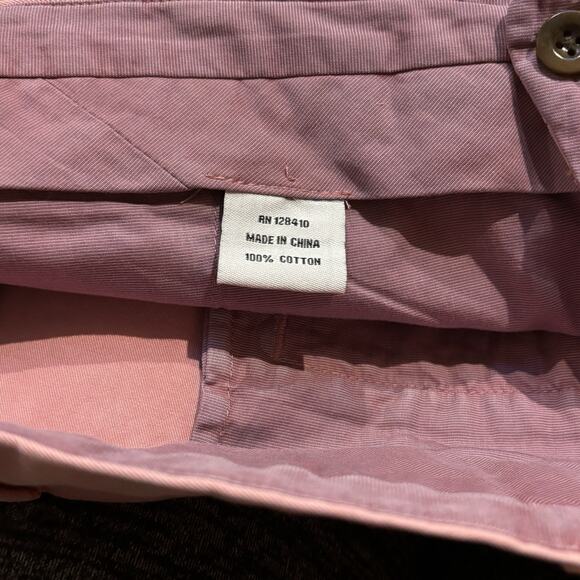 RN 128410
MADE IN CHINA
100% COTTON